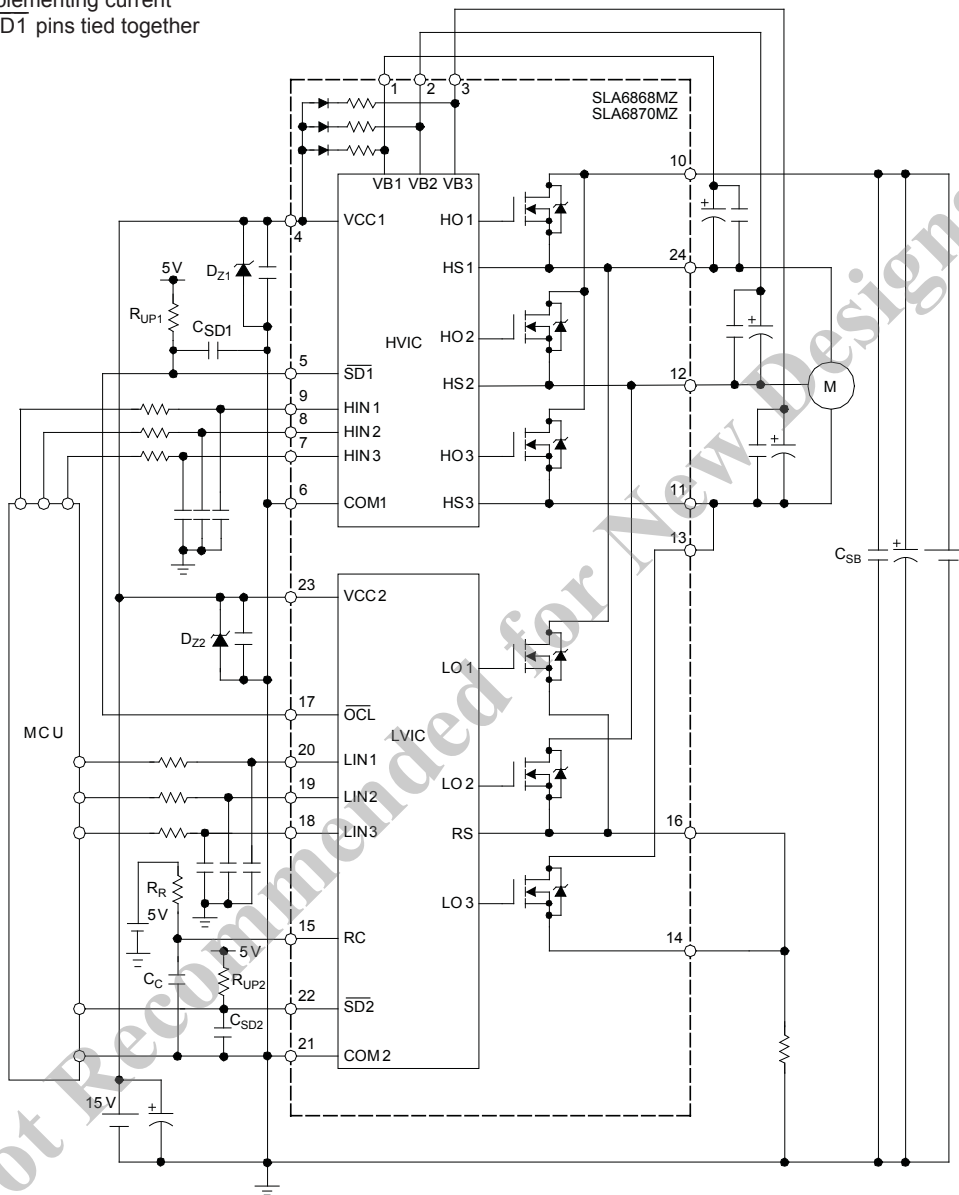 plementing current
D1 pins tied together
SLA6868MZ
SLA6870MZ
1
2
3
VB1
VB2
VB3
4
VCC1
HO1
10
5V
DZ1
RUP1
CSD1
HS1
24
HVIC
HO2
5
SD1
HS2
12
M
9
HIN1
8
HIN2
7
HIN3
HO3
6
COM1
HS3
11
13
CSB
23
VCC2
DZ2
LO1
17
OCL
MCU
LVIC
20
LIN1
19
LIN2
LO2
18
LIN3
RS
16
RR
5V
LO3
15
RC
14
5V
CC
RUP2
22
SD2
CSD2
21
COM2
15V
ot Recommended for New Design